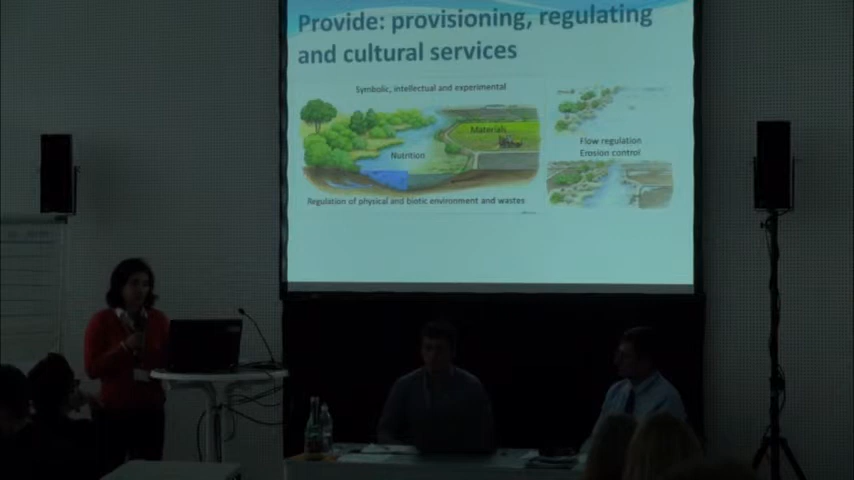 Provide: provisioning, regulating
and cultural services
Symbolic, intellectual and experimental
Materials
Nutrition
Flow regulation
Erosion control
Regulation of physical and biotic environment and wastes